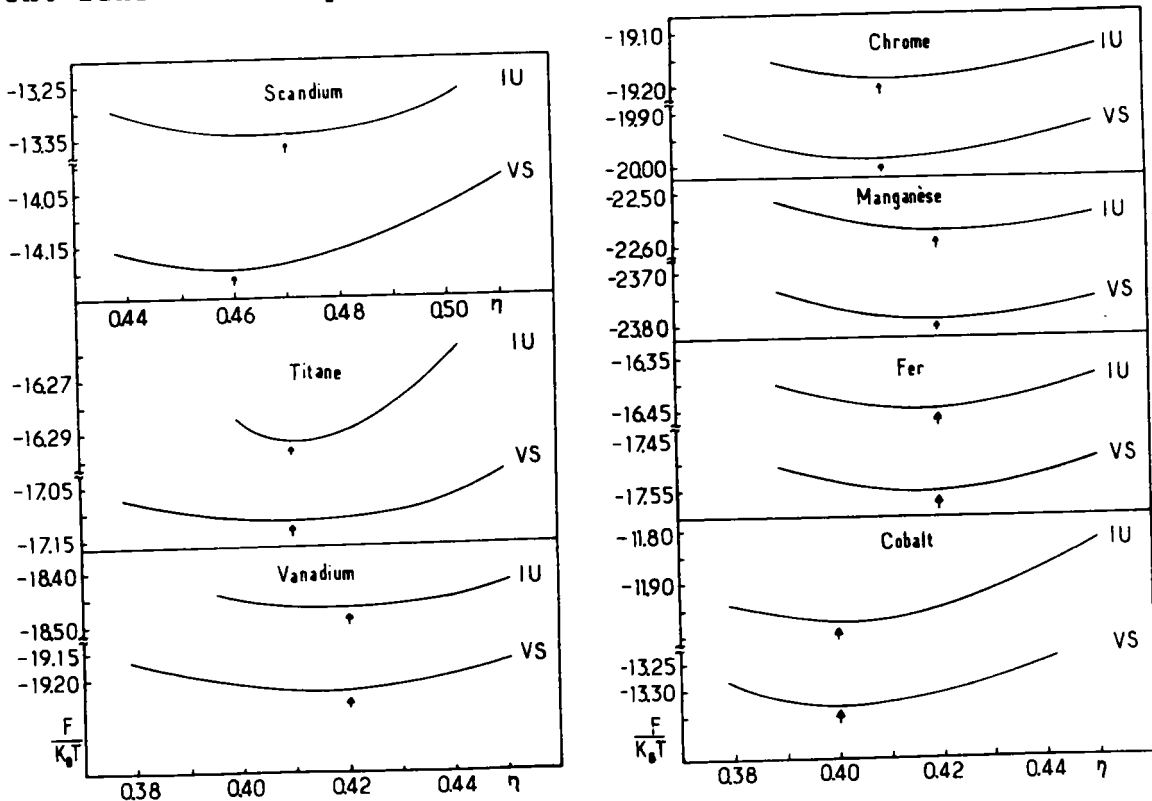 -13.25
Scandium
IU
-13.35
VS
-14.05
-14.15
0.44 0.46 0.48 0.50 η
IU
Titane
-16.27
-16.29
VS
-17.05
-17.15
Vanadium
IU
-18.40
-18.50
VS
-19.15
-19.20
F
K_BT
0.38 0.40 0.42 0.44 η
-19.10
Chrome
IU
-19.20
-19.90
VS
-20.00
-22.50
Manganèse
IU
-22.60
-23.70
VS
-23.80
-16.35
Fer
IU
-16.45
-17.45
VS
-17.55
-11.80
Cobalt
IU
-11.90
VS
-13.25
-13.30
F
K_BT
0.38 0.40 0.42 0.44 η